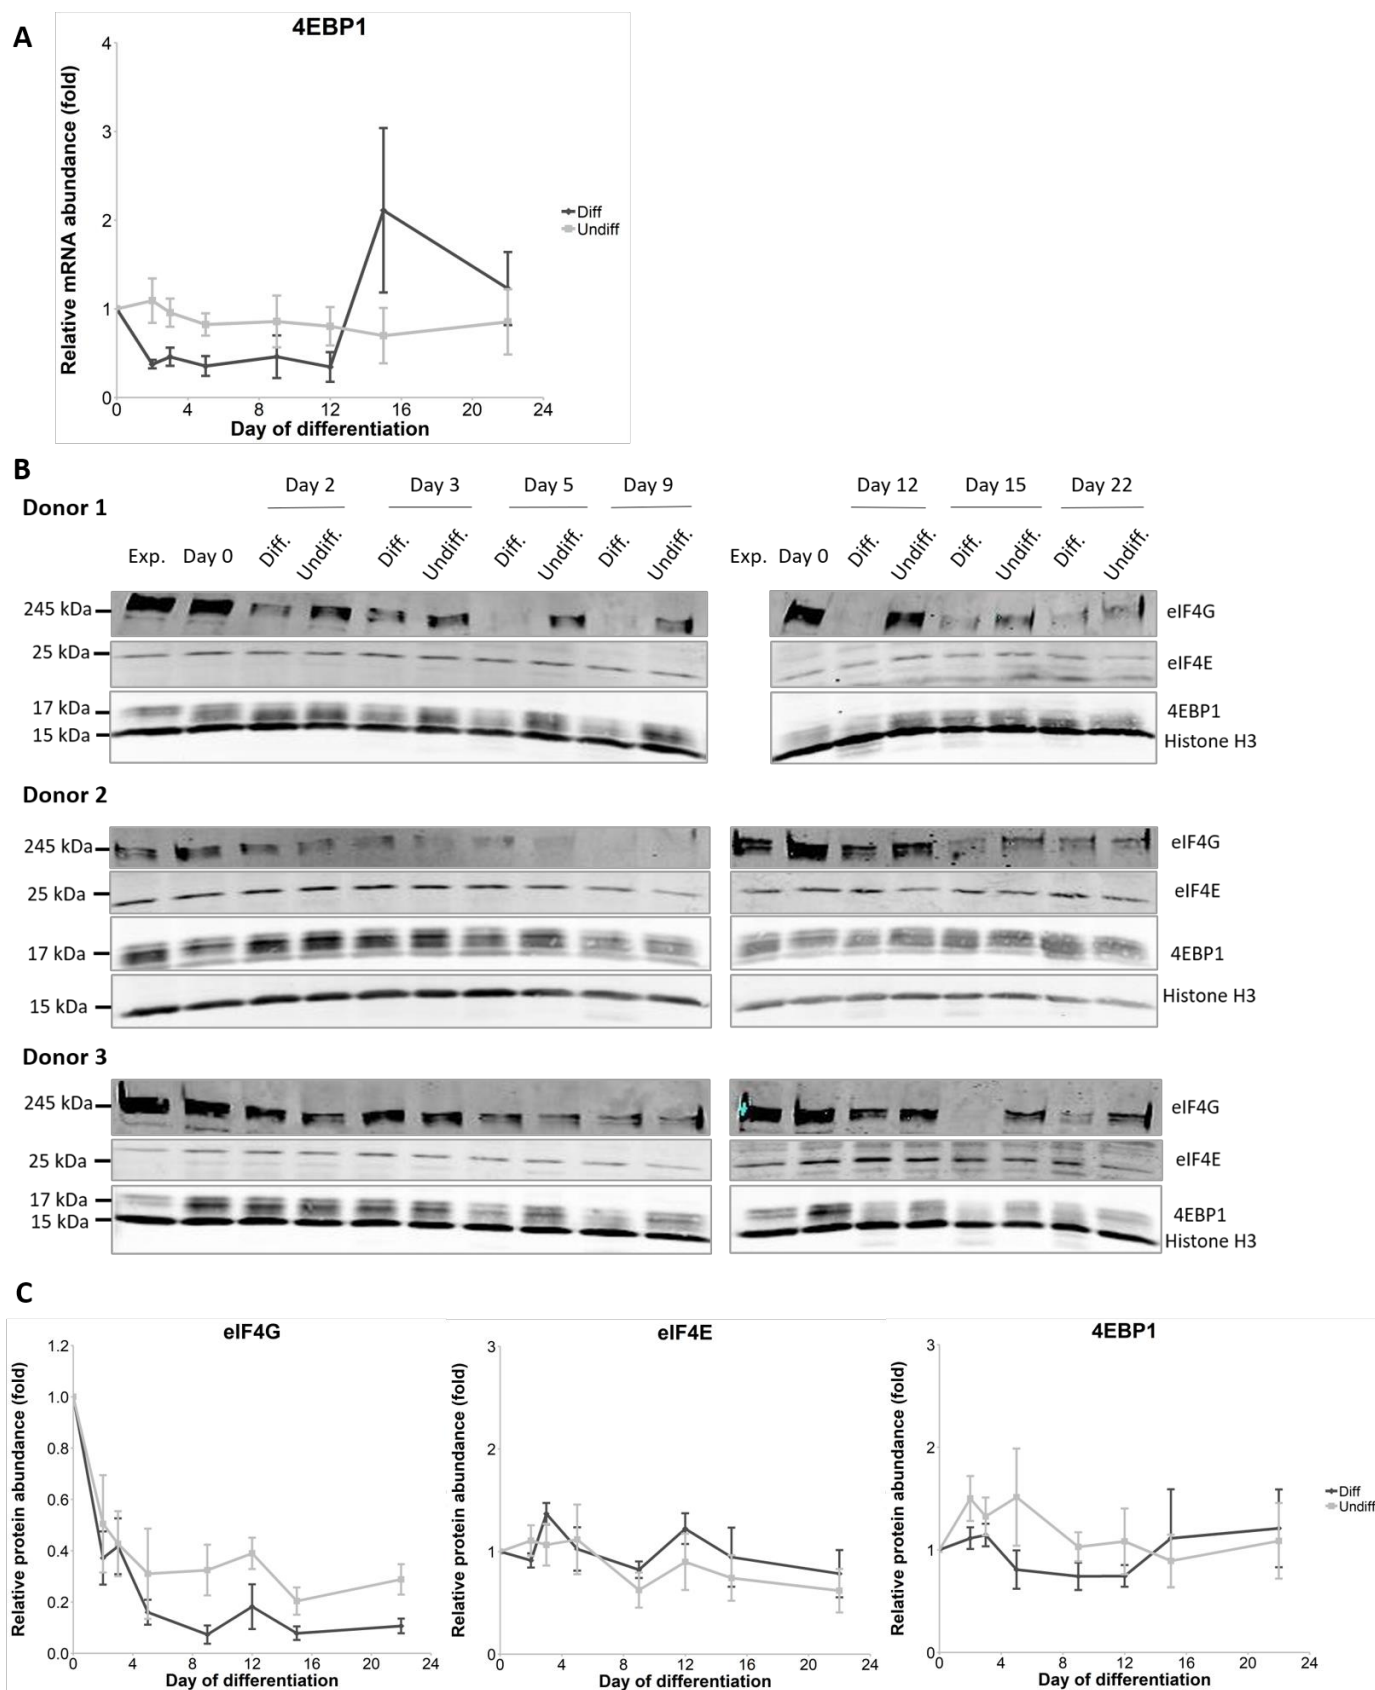 A
4EBP1
Relative mRNA abundance (fold)
4
3
2
1
0
0 4 8 12 16 20 24
Day of differentiation
Diff
Undiff
B
Donor 1
Day 2 Day 3 Day 5 Day 9 Day 12 Day 15 Day 22
Exp. Day 0 Diff. Undiff. Diff. Undiff. Diff. Undiff. Diff. Undiff. Exp. Day 0 Diff. Undiff. Diff. Undiff. Diff. Undiff.
245 kDa eIF4G
25 kDa eIF4E
17 kDa 4EBP1
15 kDa Histone H3
Donor 2
245 kDa eIF4G
25 kDa eIF4E
17 kDa 4EBP1
15 kDa Histone H3
Donor 3
245 kDa eIF4G
25 kDa eIF4E
17 kDa 4EBP1
15 kDa Histone H3
C
eIF4G
Relative protein abundance (fold)
1.2
1.0
0.8
0.6
0.4
0.2
0.0
0 4 8 12 16 20 24
Day of differentiation
eIF4E
Relative protein abundance (fold)
3
2
1
0
0 4 8 12 16 20 24
Day of differentiation
4EBP1
Relative protein abundance (fold)
3
2
1
0
0 4 8 12 16 20 24
Day of differentiation
Diff
Undiff